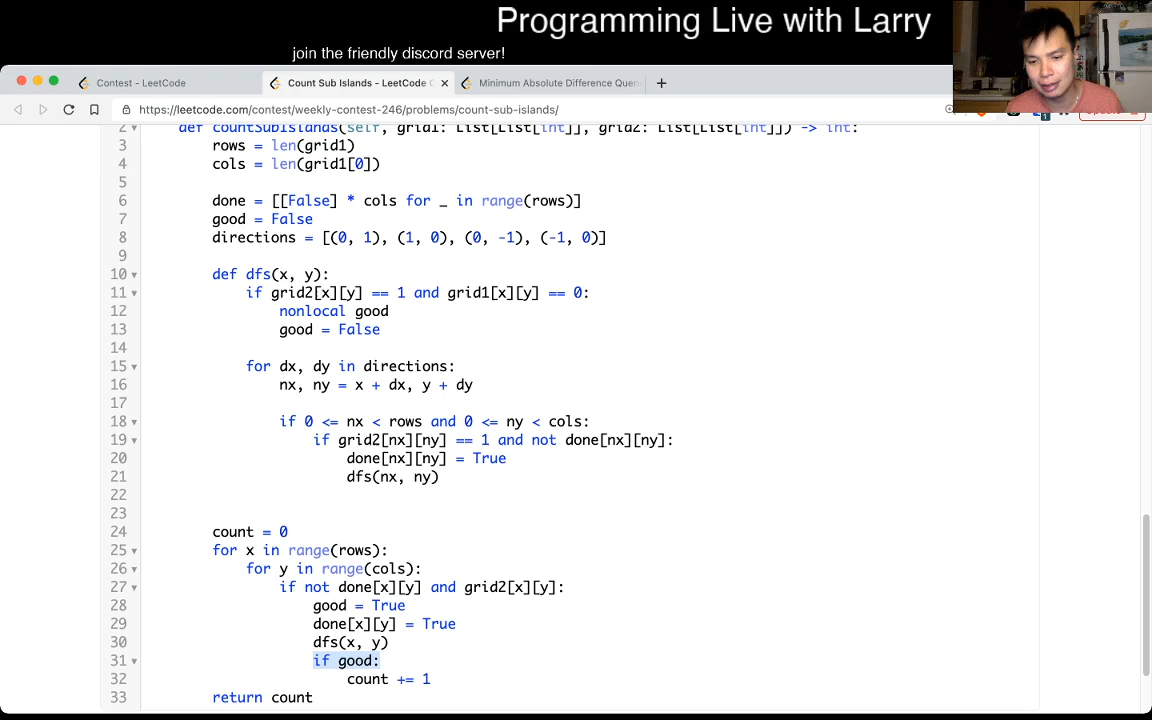 Programming Live with Larry
join the friendly discord server!
Contest - LeetCode
Count Sub Islands - LeetCode
Minimum Absolute Difference Quer
https://leetcode.com/contest/weekly-contest-246/problems/count-sub-islands/
2 def countSubIslands(self, grid1: List[List[int]], grid2: List[List[int]]) -> int:
3 rows = len(grid1)
4 cols = len(grid1[0])
5
6 done = [[False] * cols for _ in range(rows)]
7 good = False
8 directions = [(0, 1), (1, 0), (0, -1), (-1, 0)]
9
10 def dfs(x, y):
11 if grid2[x][y] == 1 and grid1[x][y] == 0:
12 nonlocal good
13 good = False
14
15 for dx, dy in directions:
16 nx, ny = x + dx, y + dy
17
18 if 0 <= nx < rows and 0 <= ny < cols:
19 if grid2[nx][ny] == 1 and not done[nx][ny]:
20 done[nx][ny] = True
21 dfs(nx, ny)
22
23
24 count = 0
25 for x in range(rows):
26 for y in range(cols):
27 if not done[x][y] and grid2[x][y]:
28 good = True
29 done[x][y] = True
30 dfs(x, y)
31 if good:
32 count += 1
33 return count